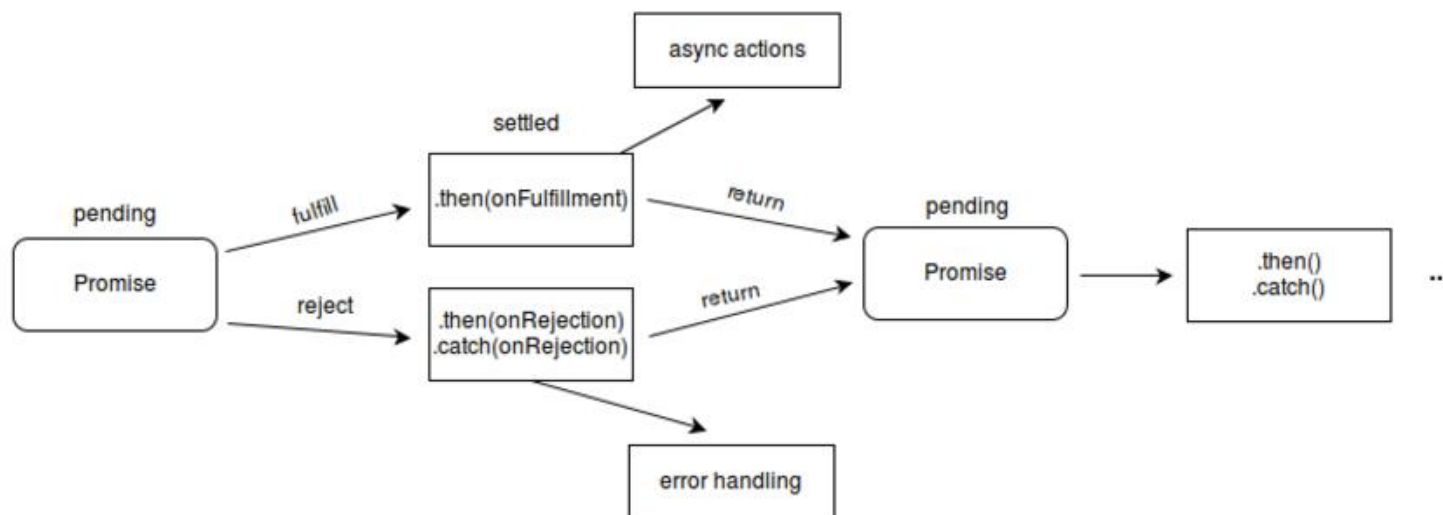 async actions
settled
.then(onFulfillment)
pending
fulfill
return
pending
Promise
Promise
.then()
.catch()
...
reject
return
.then(onRejection)
.catch(onRejection)
error handling